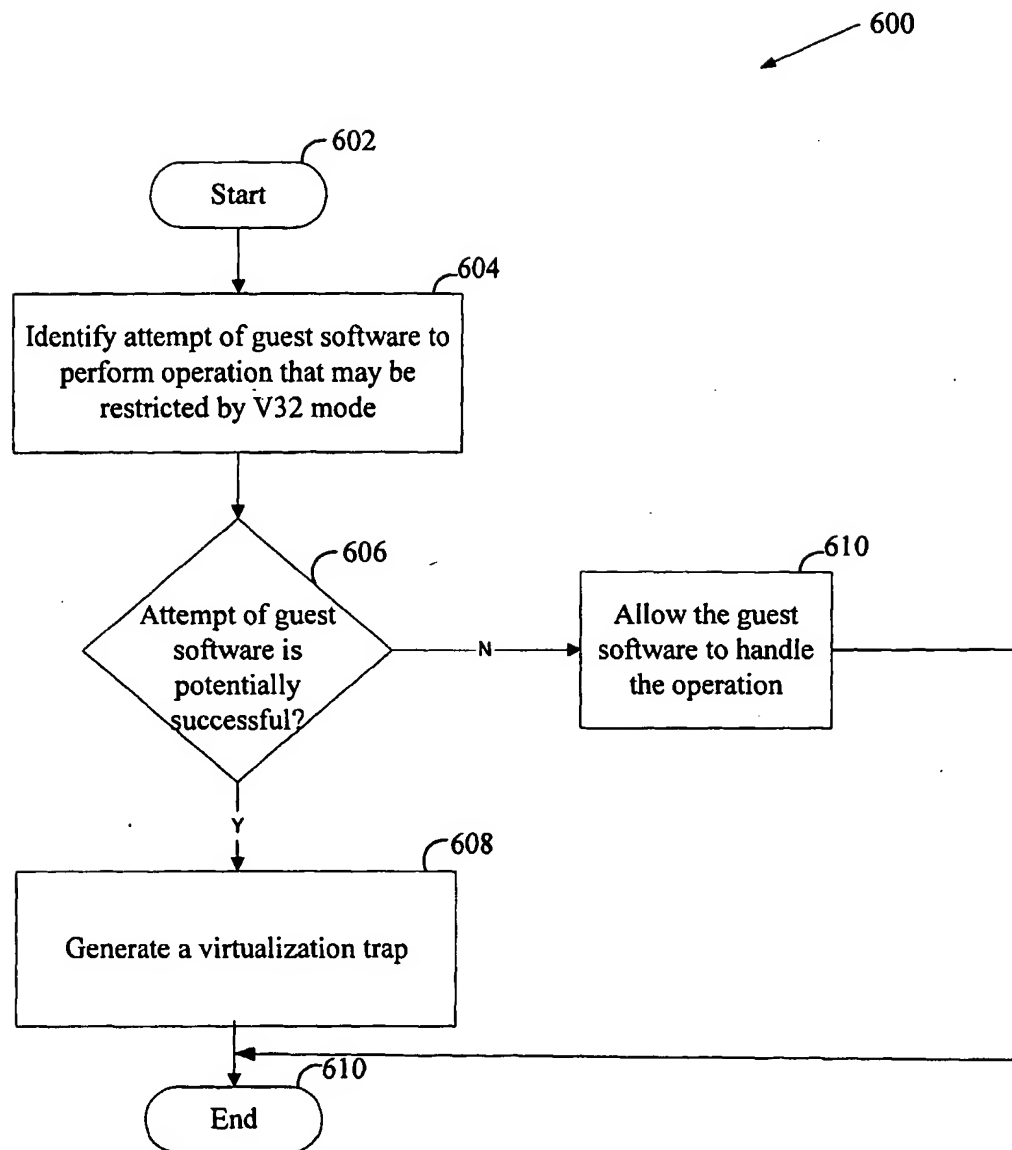 600
602
Start
604
Identify attempt of guest software to
perform operation that may be
restricted by V32 mode
606
Attempt of guest
software is
potentially
successful?
N
610
Allow the guest
software to handle
the operation
Y
608
Generate a virtualization trap
610
End